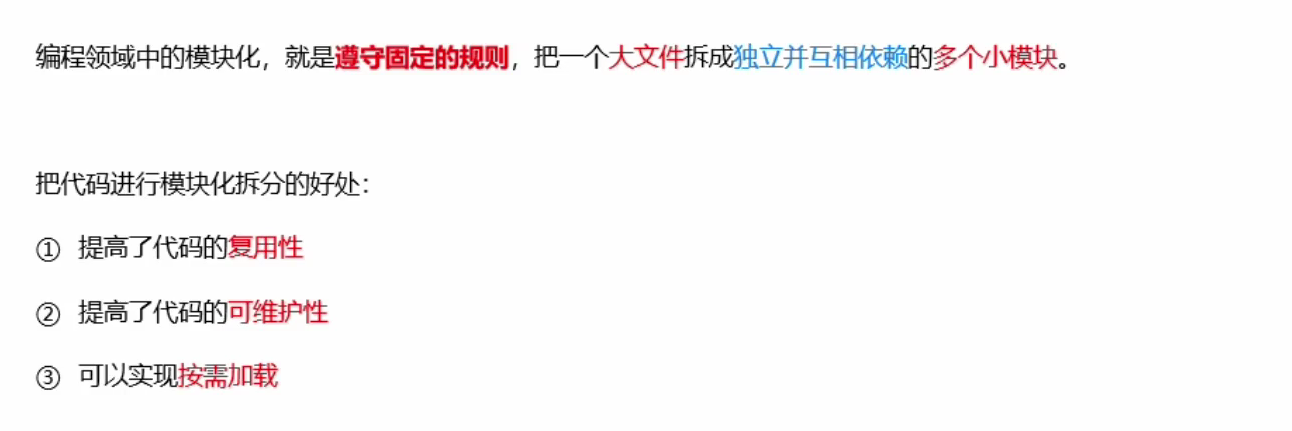 编程领域中的模块化，就是遵守固定的规则，把一个大文件拆成独立并互相依赖的多个小模块。
把代码进行模块化拆分的好处：
① 提高了代码的复用性
② 提高了代码的可维护性
③ 可以实现按需加载